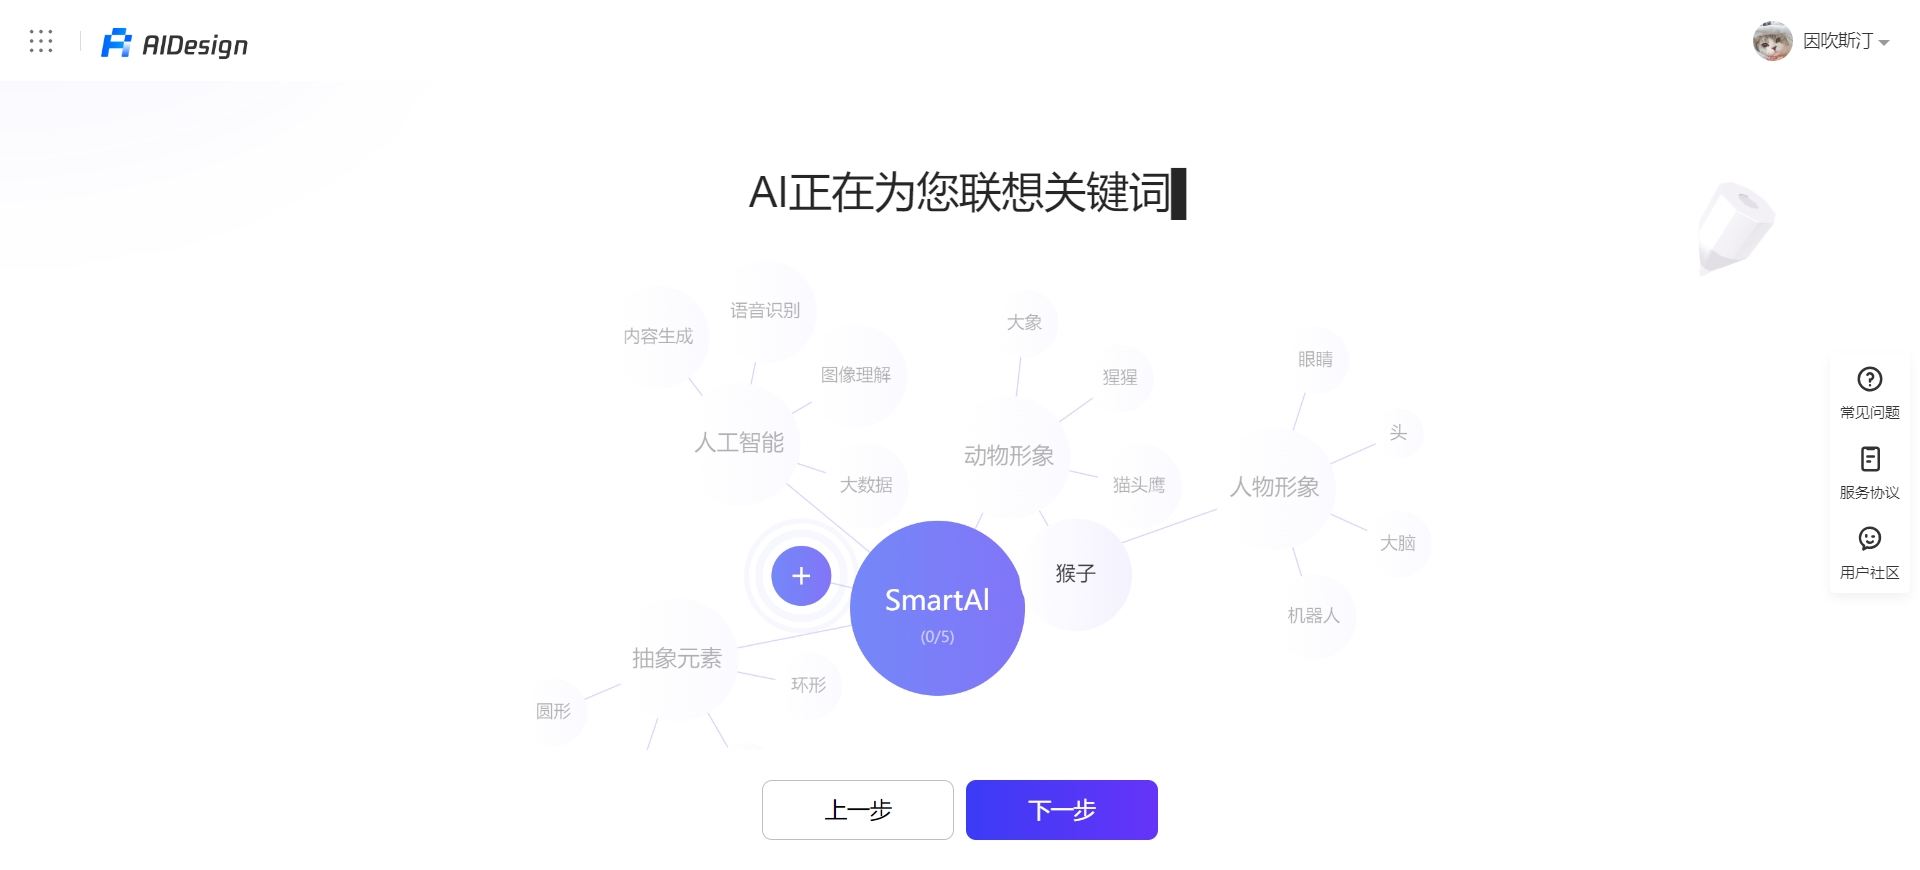 AIDesign
因吹斯汀
AI正在为您联想关键词
语音识别
内容生成
大象
眼睛
图像理解
猩猩
头
人工智能
动物形象
大数据
猫头鹰
人物形象
大脑
猴子
SmartAI
(0/5)
机器人
抽象元素
环形
圆形
上一步
下一步
常见问题
服务协议
用户社区